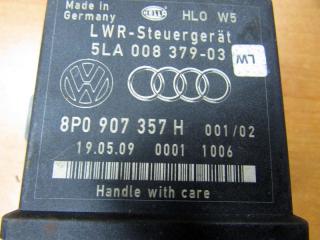 Made in
Germany
HELLA
HLO W5
LWR-Steuergerät
5LA 008 379-03
LW
8P0 907 357 H 001/02
19.05.09 0001 1006
Handle with care